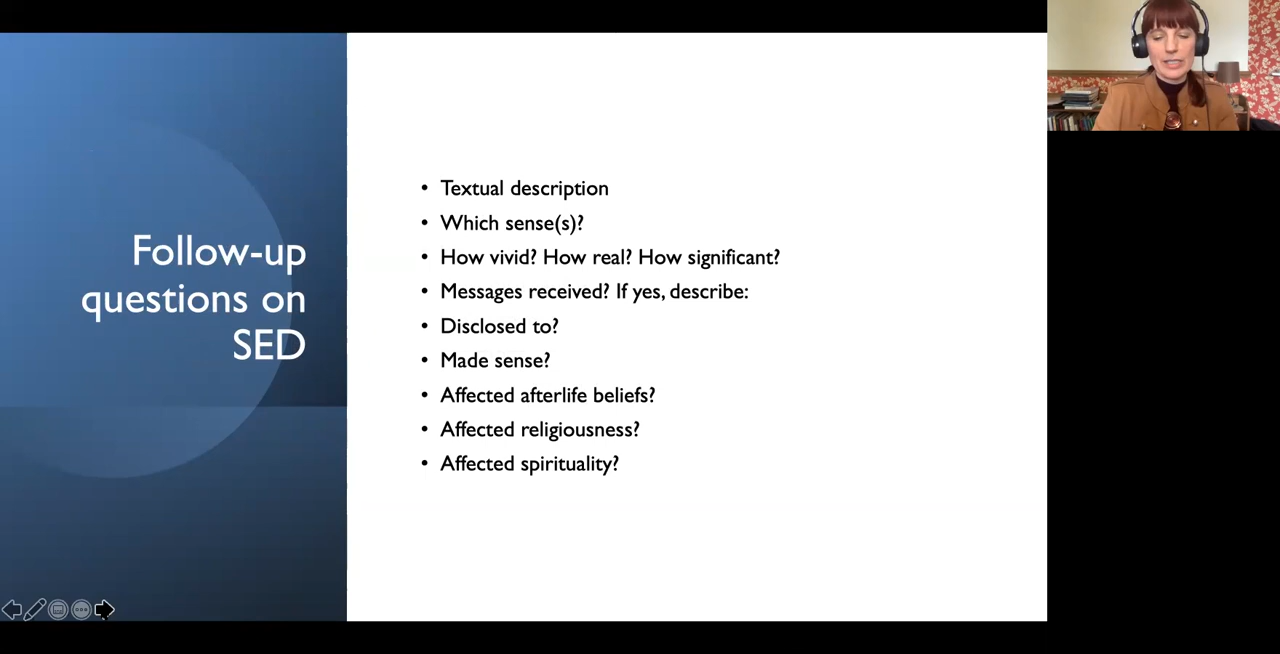 Follow-up
questions on
SED
• Textual description
• Which sense(s)?
• How vivid? How real? How significant?
• Messages received? If yes, describe:
• Disclosed to?
• Made sense?
• Affected afterlife beliefs?
• Affected religiousness?
• Affected spirituality?